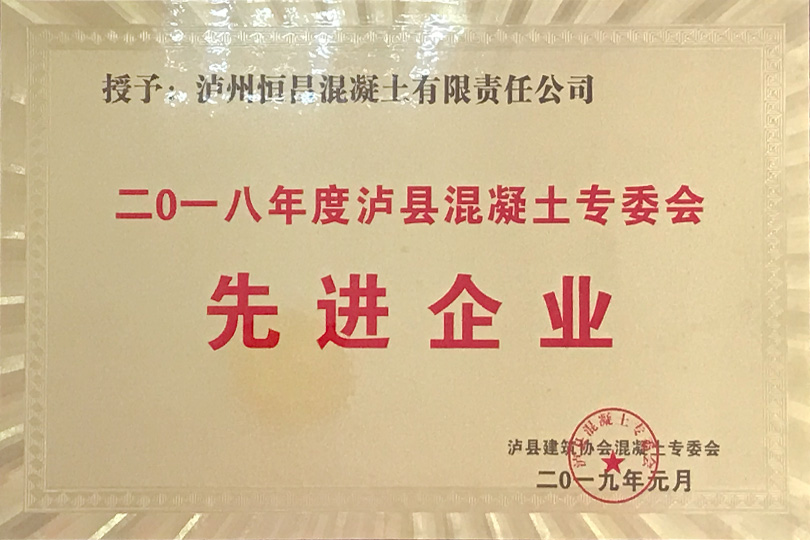 授予：泸州恒昌混凝土有限责任公司
二0一八年度泸县混凝土专委会
先进企业
泸县建筑协会混凝土专委会
二0一九年元月